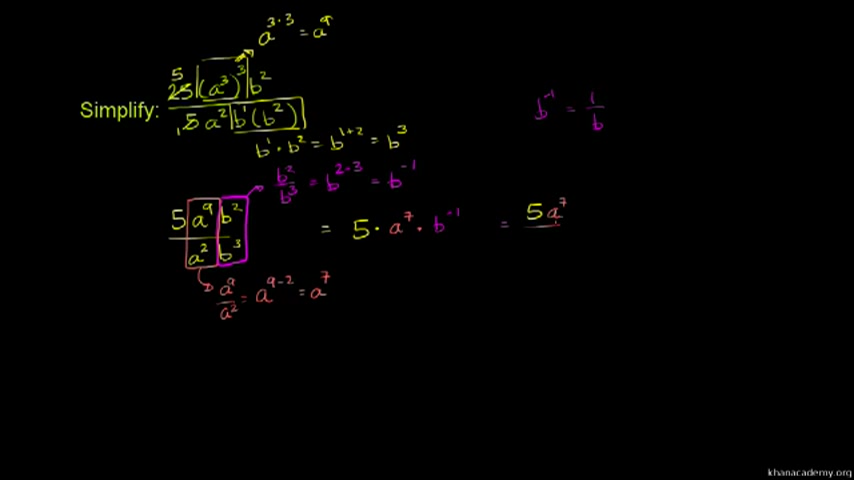 a^{3·3} = a^9
5
Simplify: 25 (a^3)^3 b^2 / 1 5 a^2 b^1 (b^2)
b^{-1} = 1/b
b^1 · b^2 = b^{1+2} = b^3
b^2/b^3 = b^{2-3} = b^{-1}
5 a^9 b^2 / a^2 b^3 = 5 · a^7 · b^{-1} = 5a^7
a^9/a^2 = a^{9-2} = a^7
khanacademy.org